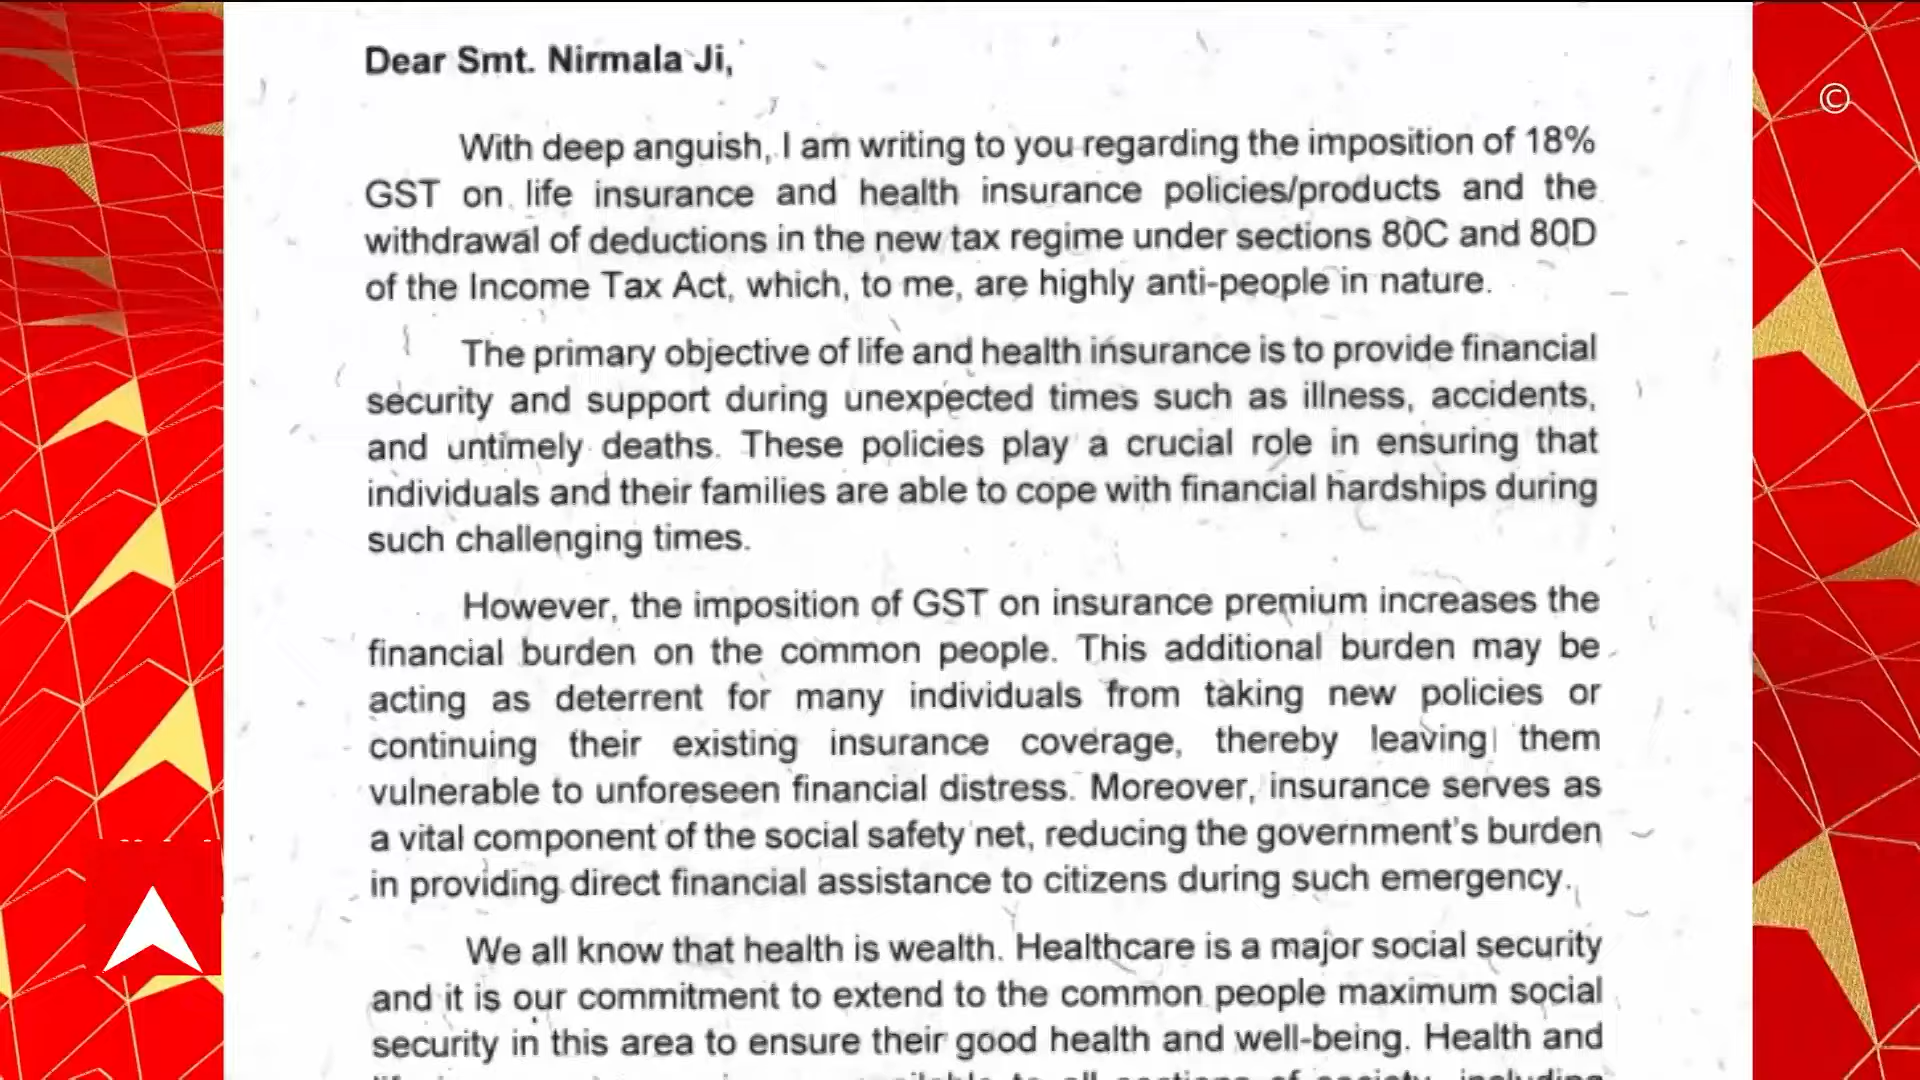 Dear Smt. Nirmala Ji,
©
With deep anguish, I am writing to you regarding the imposition of 18%
GST on life insurance and health insurance policies/products and the
withdrawal of deductions in the new tax regime under sections 80C and 80D
of the Income Tax Act, which, to me, are highly anti-people in nature.
The primary objective of life and health insurance is to provide financial
security and support during unexpected times such as illness, accidents,
and untimely deaths. These policies play a crucial role in ensuring that
individuals and their families are able to cope with financial hardships during
such challenging times.
However, the imposition of GST on insurance premium increases the
financial burden on the common people. This additional burden may be
acting as deterrent for many individuals from taking new policies or
continuing their existing insurance coverage, thereby leaving them
vulnerable to unforeseen financial distress. Moreover, insurance serves as
a vital component of the social safety net, reducing the government's burden
in providing direct financial assistance to citizens during such emergency.
We all know that health is wealth. Healthcare is a major social security
and it is our commitment to extend to the common people maximum social
security in this area to ensure their good health and well-being. Health and